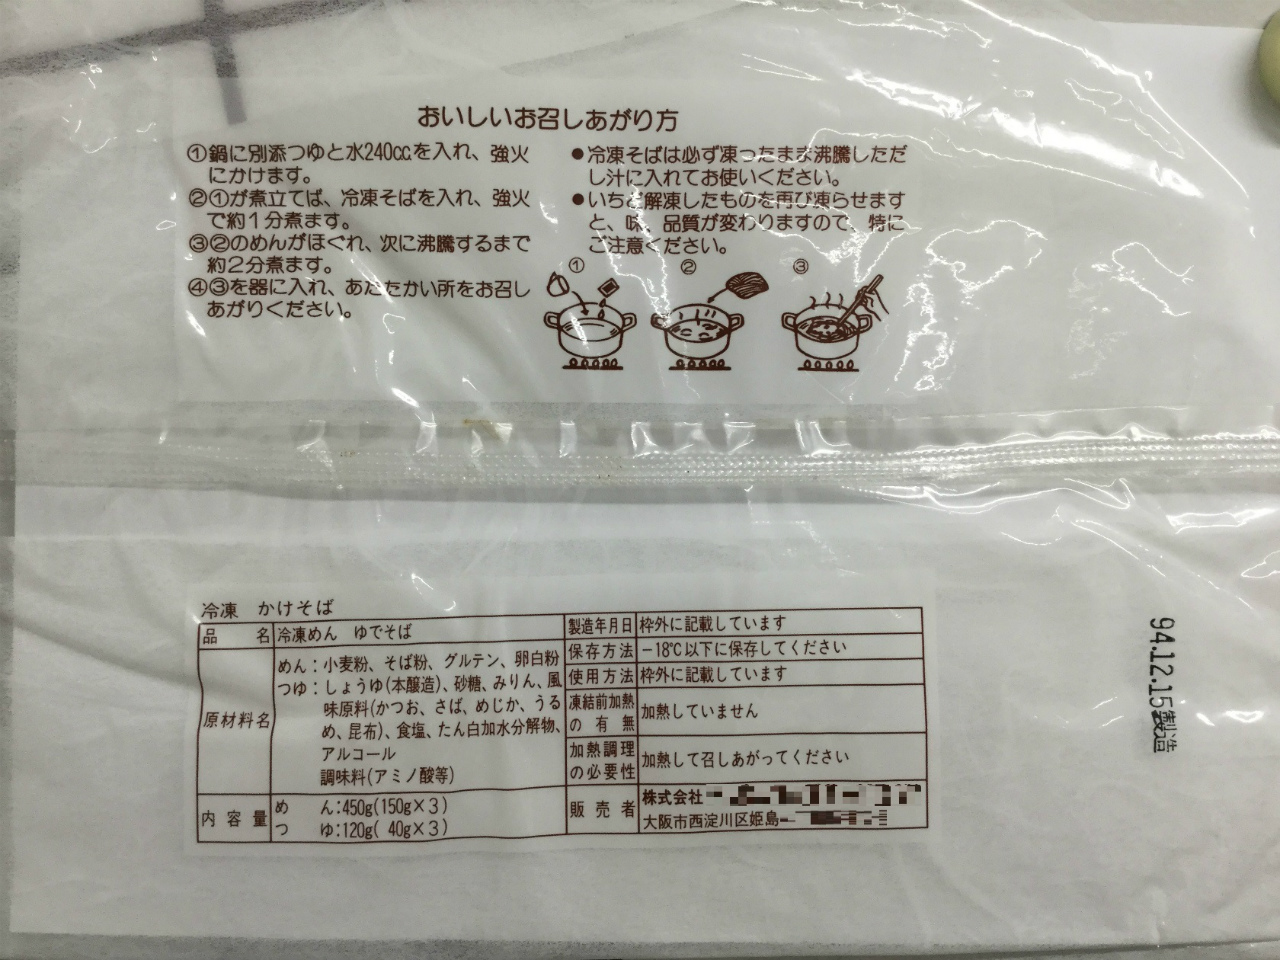 おいしいお召しあがり方
①鍋に別添つゆと水240ccを入れ、強火
にかけます。
②①が煮立てば、冷凍そばを入れ、強火
で約1分煮ます。
③②のめんがほぐれ、次に沸騰するまで
約2分煮ます。
④③を器に入れ、あたたかい所をお召し
あがりください。
●冷凍そばは必ず凍ったまま沸騰しただ
し汁に入れてお使いください。
●いちど解凍したものを再び凍らせます
と、味、品質が変わりますので、特に
ご注意ください。
① ② ③
冷凍 かけそば
品名 冷凍めん ゆでそば
原材料名 めん：小麦粉、そば粉、グルテン、卵白粉
つゆ：しょうゆ(本醸造)、砂糖、みりん、風
味原料(かつお、さば、めじか、うる
め、昆布)、食塩、たん白加水分解物、
アルコール
調味料(アミノ酸等)
内容量 めん:450g(150g×3)
つゆ:120g( 40g×3)
製造年月日 枠外に記載しています
保存方法 −18℃以下に保存してください
使用方法 枠外に記載しています
凍結前加熱
の有無 加熱していません
加熱調理
の必要性 加熱して召しあがってください
販売者 株式会社
大阪市西淀川区姫島
94.12.15製造